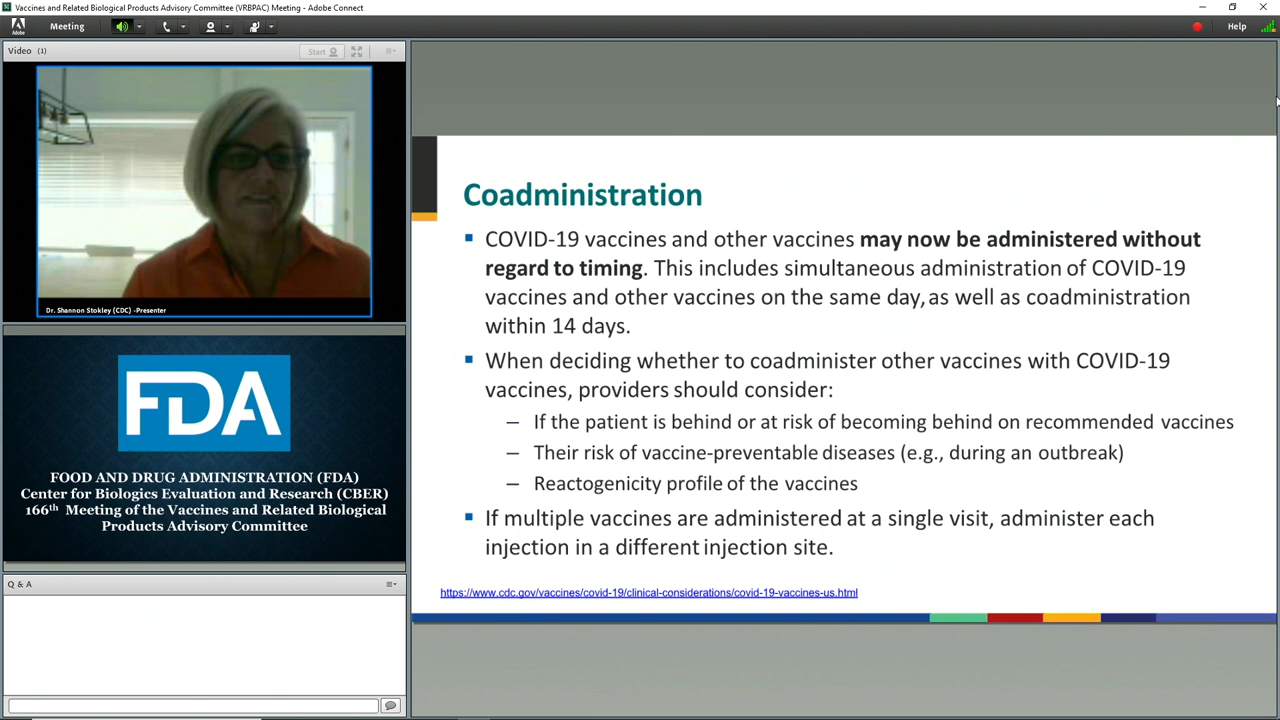 Vaccines and Related Biological Products Advisory Committee (VRBPAC) Meeting - Adobe Connect
Adobe
Meeting
Help
Video (1)
Start
Dr. Shannon Stokley (CDC) -Presenter
FDA
FOOD AND DRUG ADMINISTRATION (FDA)
Center for Biologics Evaluation and Research (CBER)
166th Meeting of the Vaccines and Related Biological
Products Advisory Committee
Q & A
Coadministration
COVID-19 vaccines and other vaccines may now be administered without
regard to timing. This includes simultaneous administration of COVID-19
vaccines and other vaccines on the same day, as well as coadministration
within 14 days.
When deciding whether to coadminister other vaccines with COVID-19
vaccines, providers should consider:
– If the patient is behind or at risk of becoming behind on recommended vaccines
– Their risk of vaccine-preventable diseases (e.g., during an outbreak)
– Reactogenicity profile of the vaccines
If multiple vaccines are administered at a single visit, administer each
injection in a different injection site.
https://www.cdc.gov/vaccines/covid-19/clinical-considerations/covid-19-vaccines-us.html